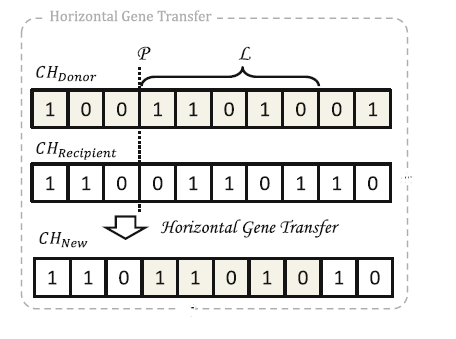 Horizontal Gene Transfer
𝒫 ℒ
CH_Donor
1 0 0 1 1 0 1 0 0 1
CH_Recipient
1 1 0 0 1 1 0 1 1 0
Horizontal Gene Transfer
CH_New
1 1 0 1 1 0 1 0 1 0